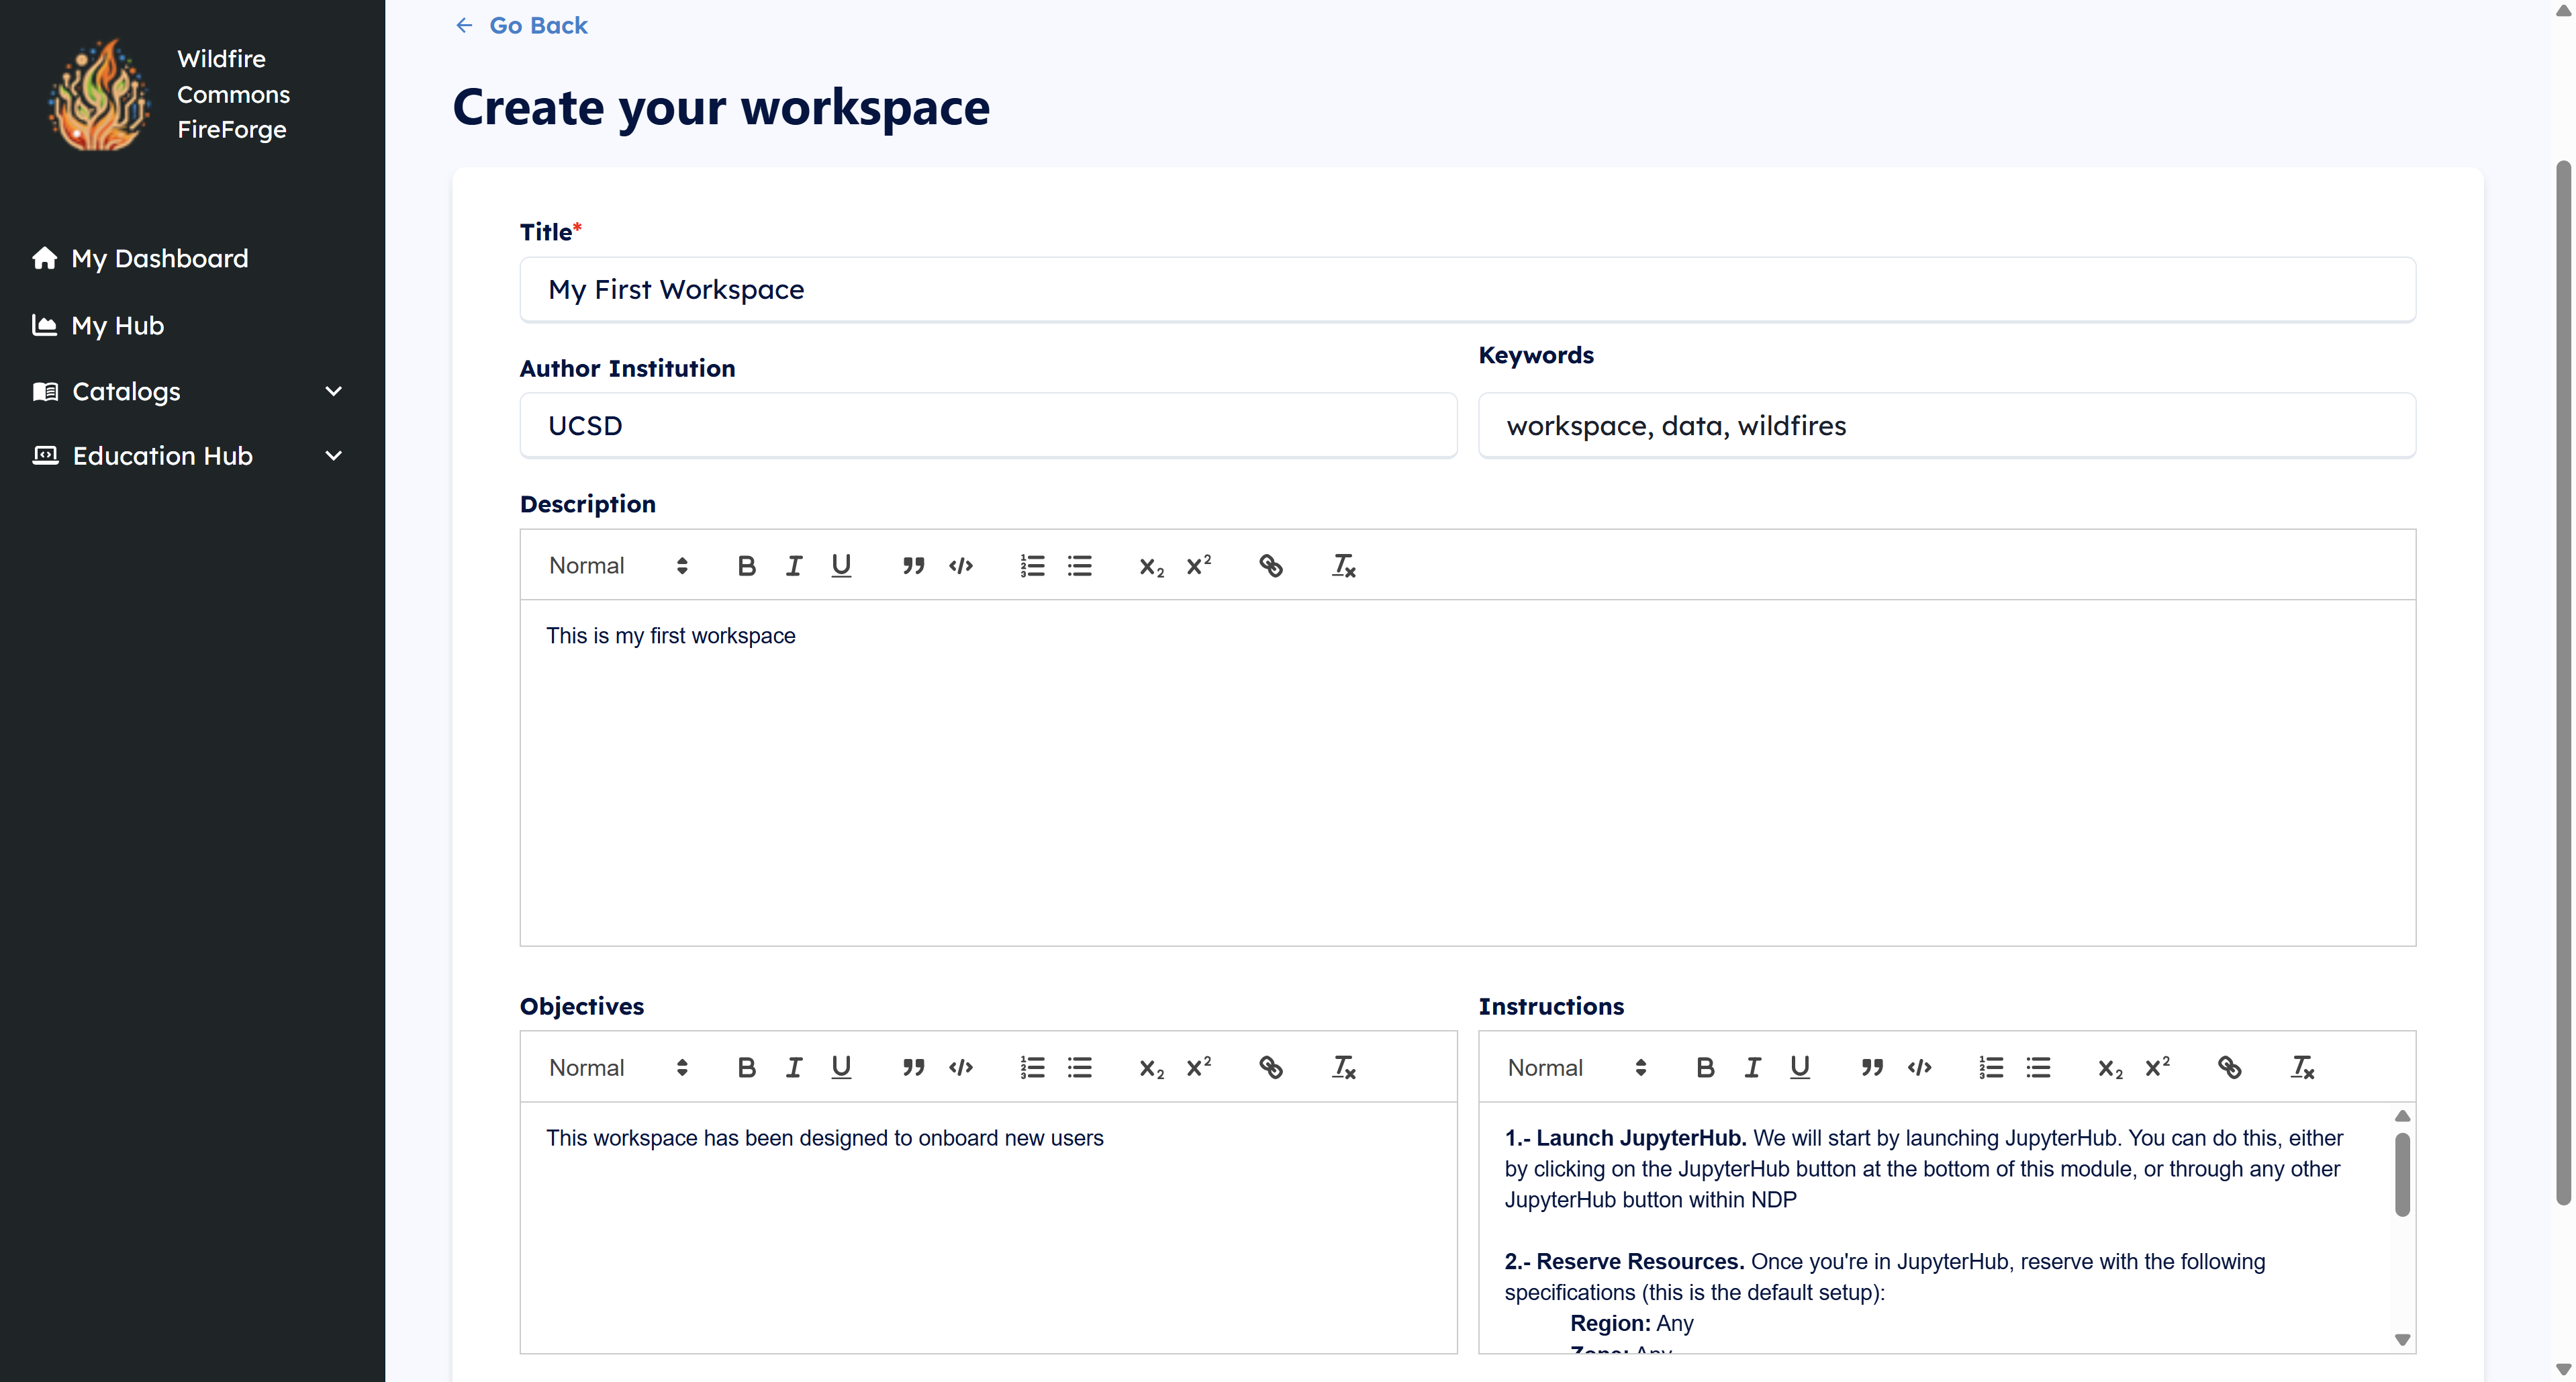 Wildfire
Commons
FireForge
My Dashboard
My Hub
Catalogs
Education Hub
Go Back
Create your workspace
Title*
My First Workspace
Author Institution
UCSD
Keywords
workspace, data, wildfires
Description
Normal
This is my first workspace
Objectives
Normal
This workspace has been designed to onboard new users
Instructions
Normal
1.- Launch JupyterHub. We will start by launching JupyterHub. You can do this, either
by clicking on the JupyterHub button at the bottom of this module, or through any other
JupyterHub button within NDP
2.- Reserve Resources. Once you're in JupyterHub, reserve with the following
specifications (this is the default setup):
Region: Any
Zone: Any